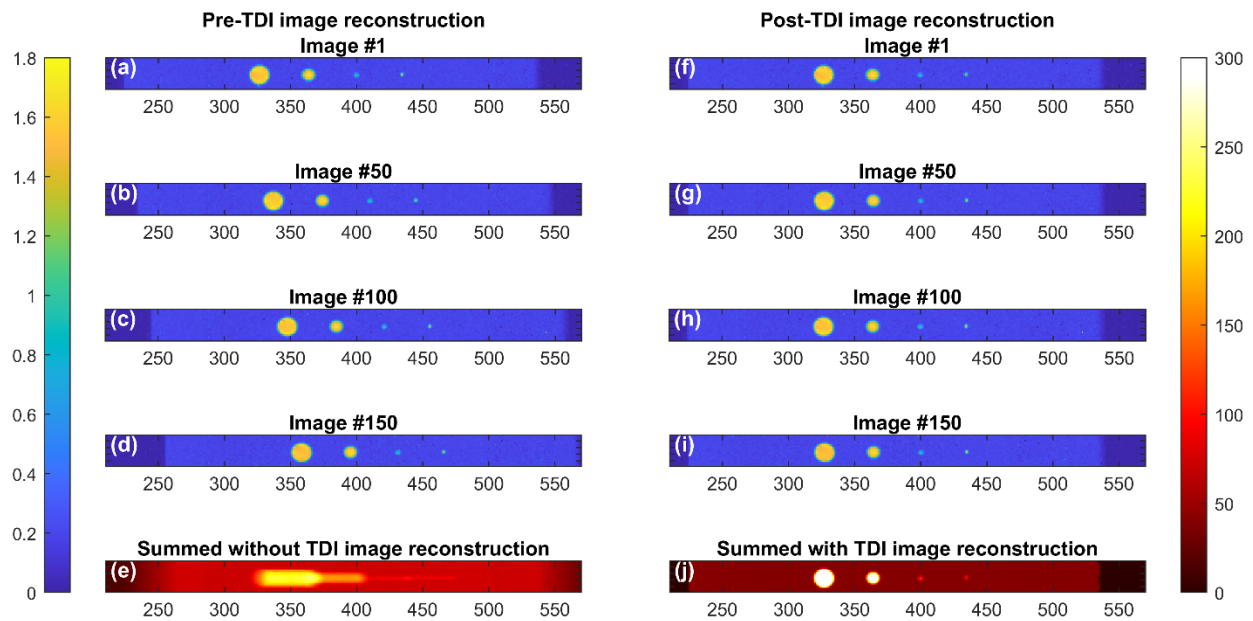 Pre-TDI image reconstruction
Image #1
(a)
250 300 350 400 450 500 550
Image #50
(b)
250 300 350 400 450 500 550
Image #100
(c)
250 300 350 400 450 500 550
Image #150
(d)
250 300 350 400 450 500 550
Summed without TDI image reconstruction
(e)
250 300 350 400 450 500 550
1.8
1.6
1.4
1.2
1
0.8
0.6
0.4
0.2
0
Post-TDI image reconstruction
Image #1
(f)
250 300 350 400 450 500 550
Image #50
(g)
250 300 350 400 450 500 550
Image #100
(h)
250 300 350 400 450 500 550
Image #150
(i)
250 300 350 400 450 500 550
Summed with TDI image reconstruction
(j)
250 300 350 400 450 500 550
300
250
200
150
100
50
0